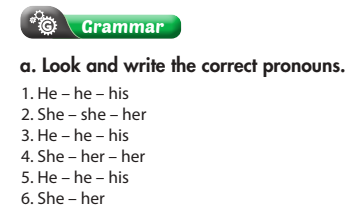 Grammar
a. Look and write the correct pronouns.
1. He – he – his
2. She – she – her
3. He – he – his
4. She – her – her
5. He – he – his
6. She – her